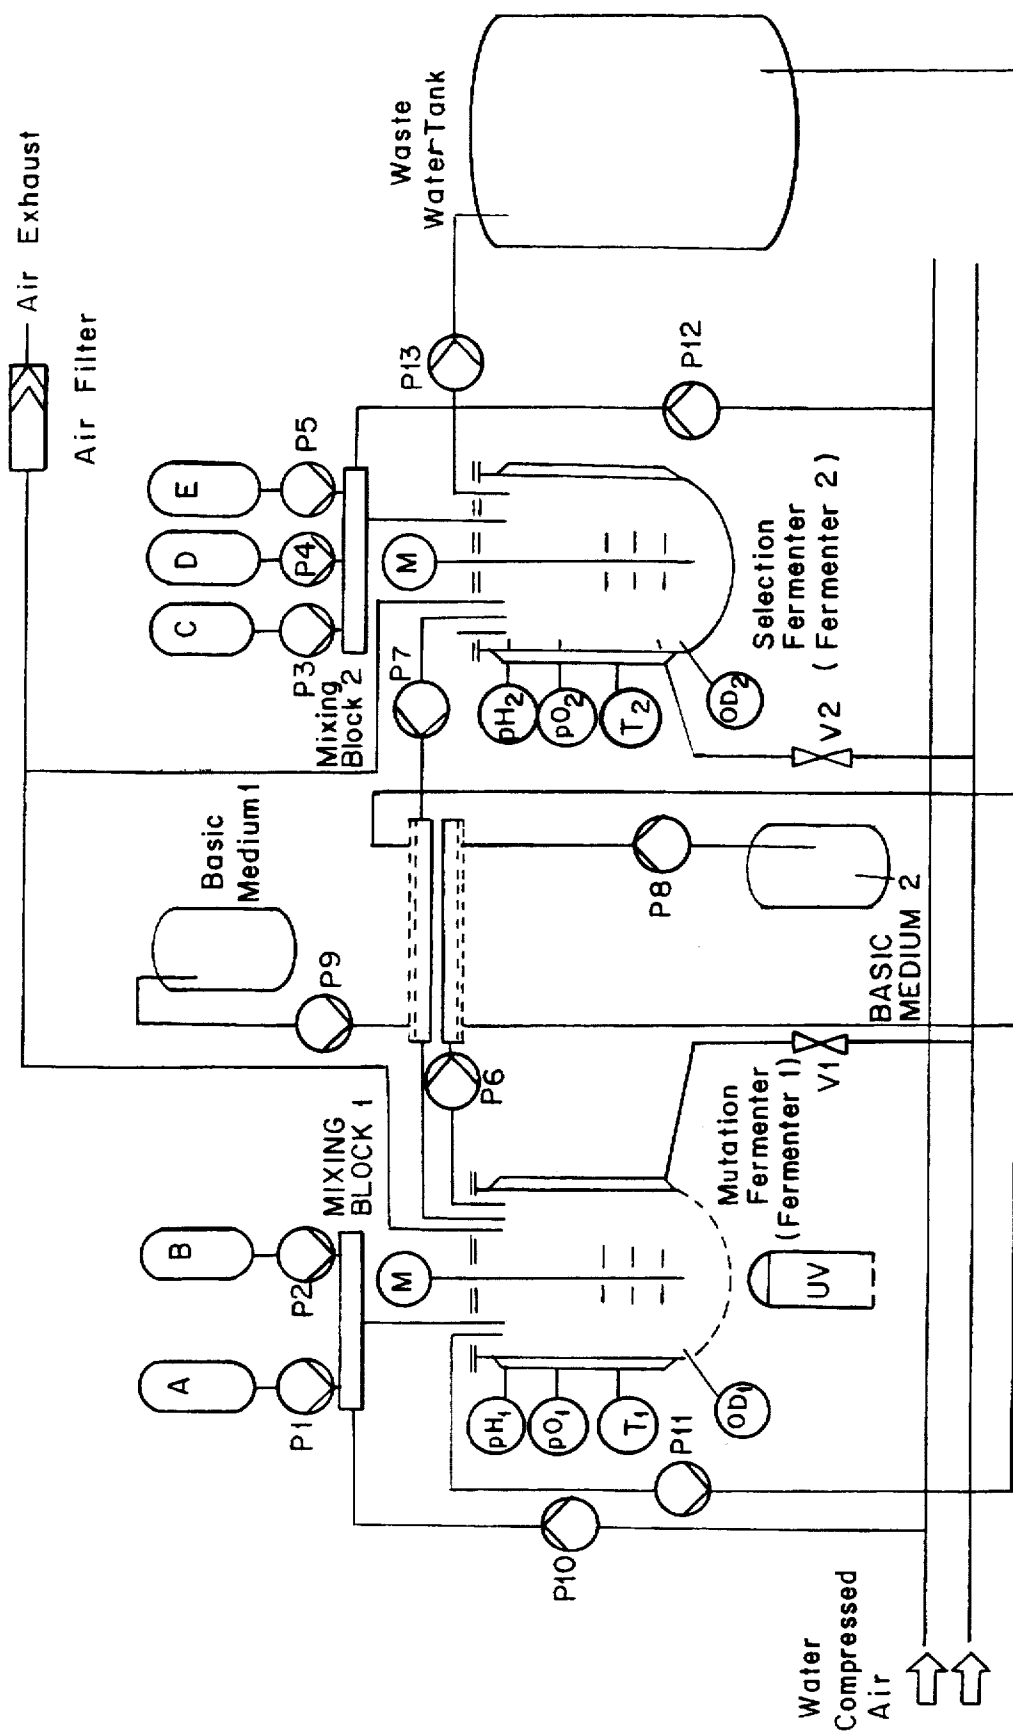 Air Exhaust
Air Filter
A
B
C
D
E
P1
P2
P3
P4
P5
MIXING
BLOCK 1
Mixing
Block 2
Basic
Medium1
P9
Waste
WaterTank
M
M
P6
P7
P13
pH1
pO1
T1
OD1
pH2
pO2
T2
OD2
P10
P11
P8
P12
UV
Mutation
Fermenter
(Fermenter 1)
V1
BASIC
MEDIUM 2
Selection
Fermenter
(Fermenter 2)
V2
Water
Compressed
Air